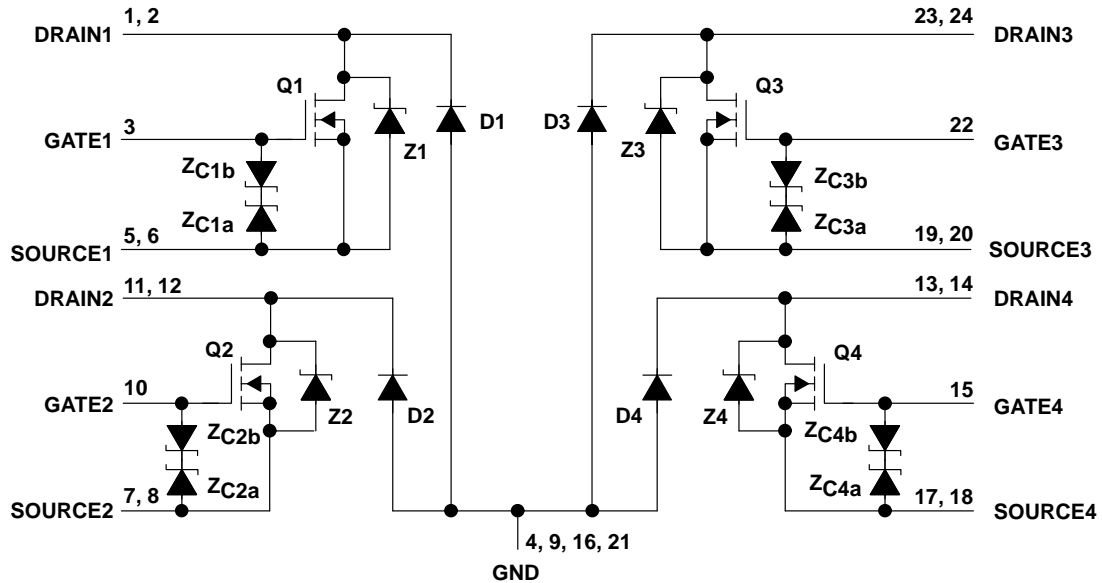 1, 2
23, 24
DRAIN1
DRAIN3
Q1
Q3
D1
D3
3
22
GATE1
Z1
Z3
GATE3
ZC1b
ZC3b
ZC1a
ZC3a
5, 6
19, 20
SOURCE1
SOURCE3
11, 12
13, 14
DRAIN2
DRAIN4
Q2
Q4
10
15
GATE2
Z2
D2
D4
Z4
GATE4
ZC2b
ZC4b
ZC2a
ZC4a
7, 8
17, 18
SOURCE2
SOURCE4
4, 9, 16, 21
GND